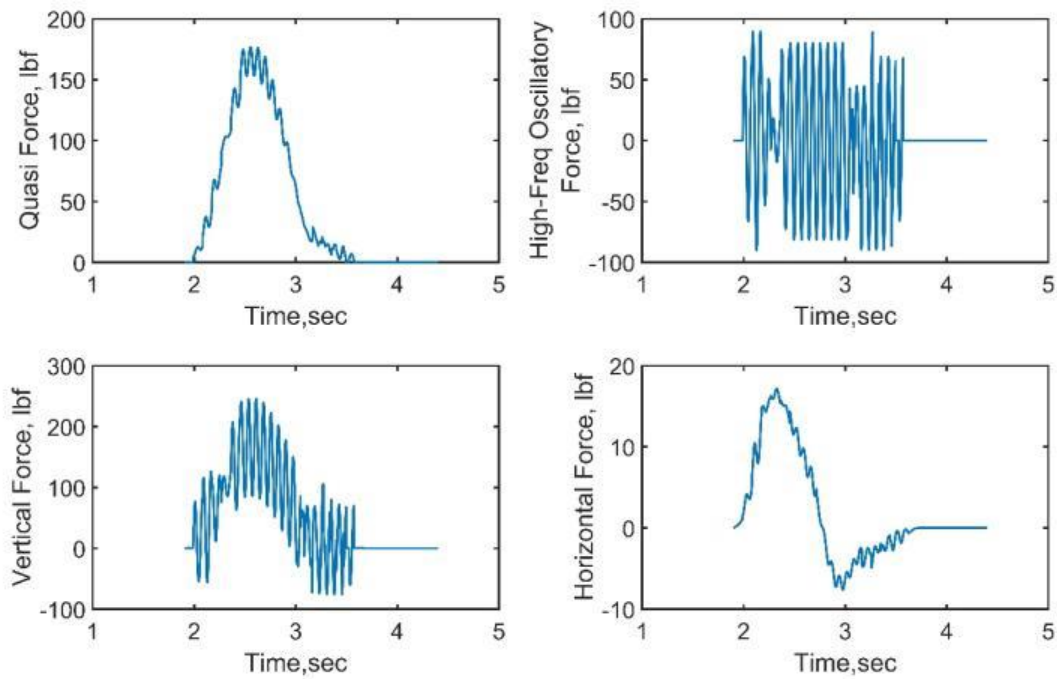 Quasi Force, lbf
200
150
100
50
0
1 2 3 4 5
Time,sec
High-Freq Oscillatory
Force, lbf
100
50
0
-50
-100
1 2 3 4 5
Time,sec
Vertical Force, lbf
300
200
100
0
-100
1 2 3 4 5
Time,sec
Horizontal Force, lbf
20
10
0
-10
1 2 3 4 5
Time,sec